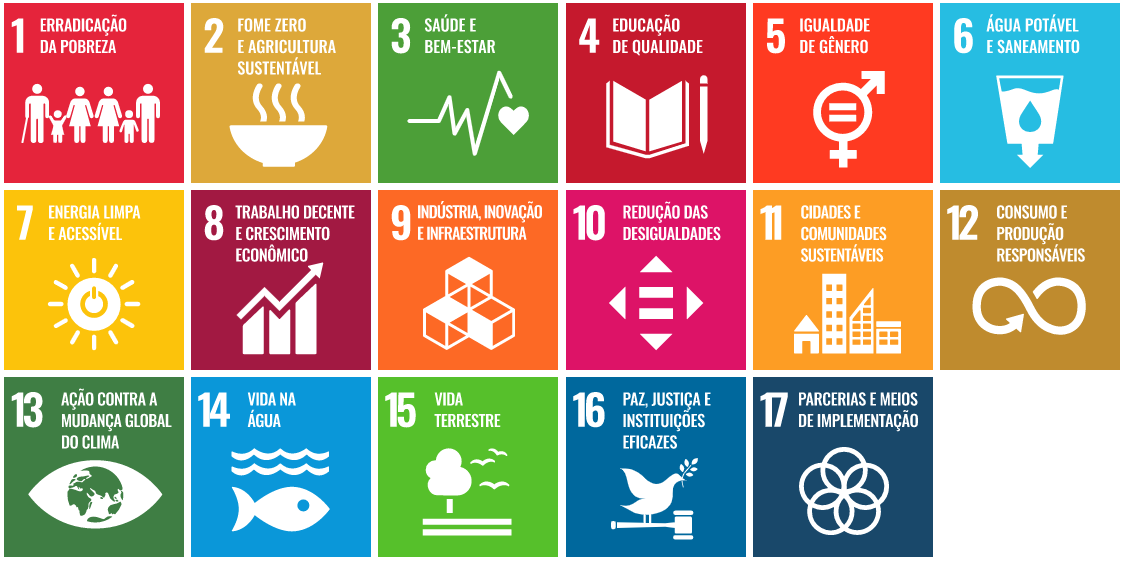 1 ERRADICAÇÃO
DA POBREZA
2 FOME ZERO
E AGRICULTURA
SUSTENTÁVEL
3 SAÚDE E
BEM-ESTAR
4 EDUCAÇÃO
DE QUALIDADE
5 IGUALDADE
DE GÊNERO
6 ÁGUA POTÁVEL
E SANEAMENTO
7 ENERGIA LIMPA
E ACESSÍVEL
8 TRABALHO DECENTE
E CRESCIMENTO
ECONÔMICO
9 INDÚSTRIA, INOVAÇÃO
E INFRAESTRUTURA
10 REDUÇÃO DAS
DESIGUALDADES
11 CIDADES E
COMUNIDADES
SUSTENTÁVEIS
12 CONSUMO E
PRODUÇÃO
RESPONSÁVEIS
13 AÇÃO CONTRA A
MUDANÇA GLOBAL
DO CLIMA
14 VIDA NA
ÁGUA
15 VIDA
TERRESTRE
16 PAZ, JUSTIÇA E
INSTITUIÇÕES
EFICAZES
17 PARCERIAS E MEIOS
DE IMPLEMENTAÇÃO